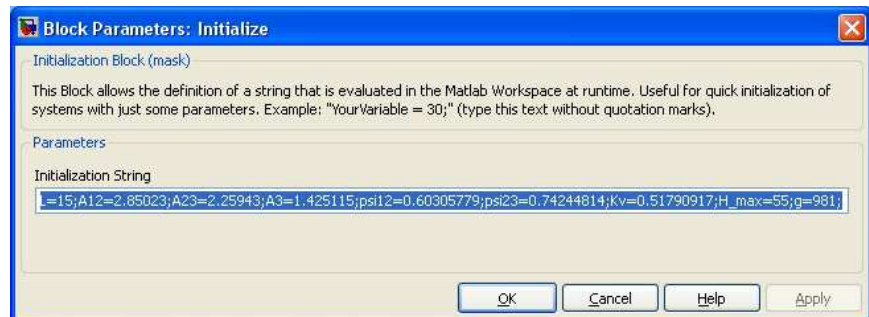 Block Parameters: Initialize
Initialization Block (mask)
This Block allows the definition of a string that is evaluated in the Matlab Workspace at runtime. Useful for quick initialization of
systems with just some parameters. Example: "YourVariable = 30;" (type this text without quotation marks).
Parameters
Initialization String
L=15;A12=2.85023;A23=2.25943;A3=1.425115;psi12=0.60305779;psi23=0.74244814;Kv=0.51790917;H_max=55;g=981;
OK Cancel Help Apply